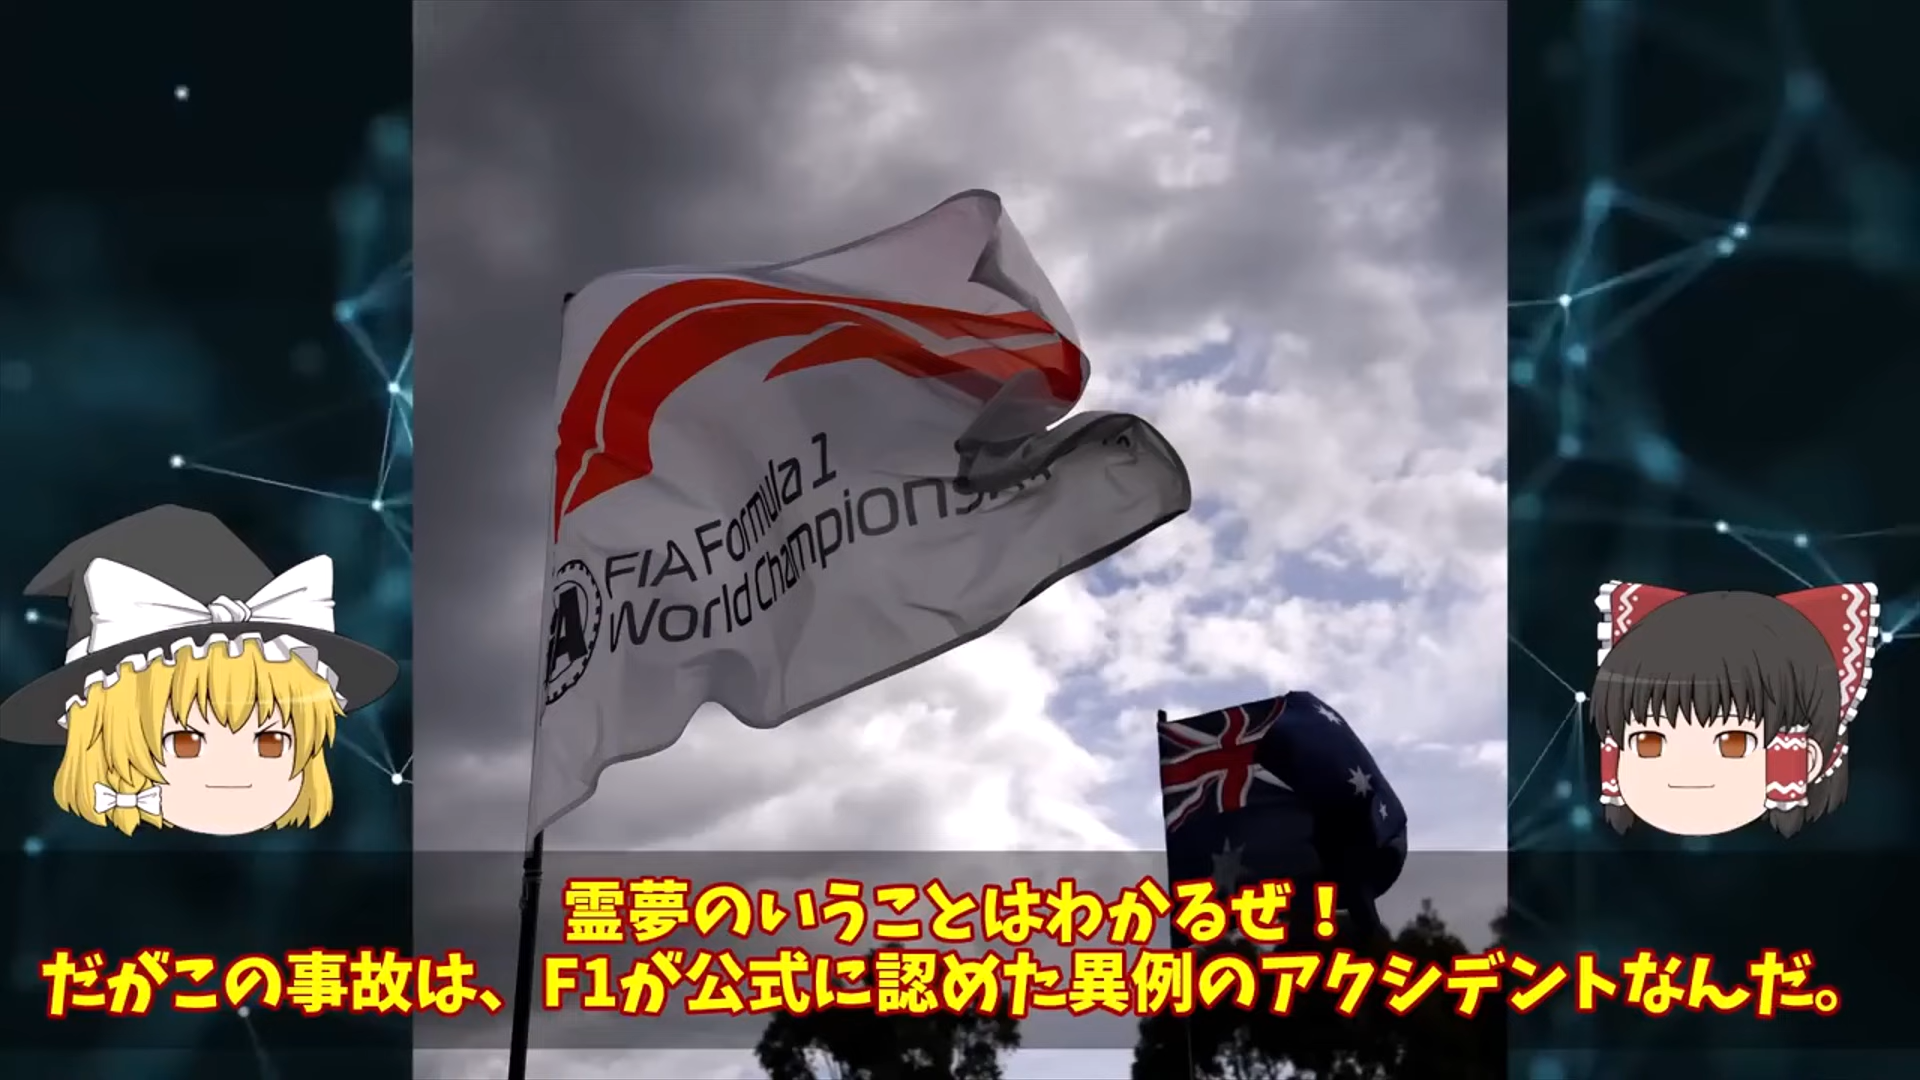 FIA Formula 1
World Championship
A
霊夢のいうことはわかるぜ！
だがこの事故は、F1が公式に認めた異例のアクシデントなんだ。